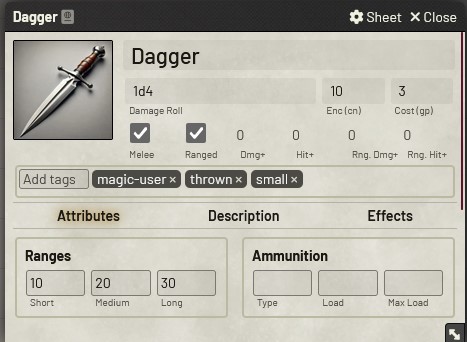 Dagger Sheet Close
Dagger
1d4 10 3
Damage Roll Enc (cn) Cost (gp)
0 0 0 0
Melee Ranged Dmg+ Hit+ Rng. Dmg+ Rng. Hit+
Add tags magic-user × thrown × small ×
Attributes Description Effects
Ranges Ammunition
10 20 30
Short Medium Long Type Load Max Load